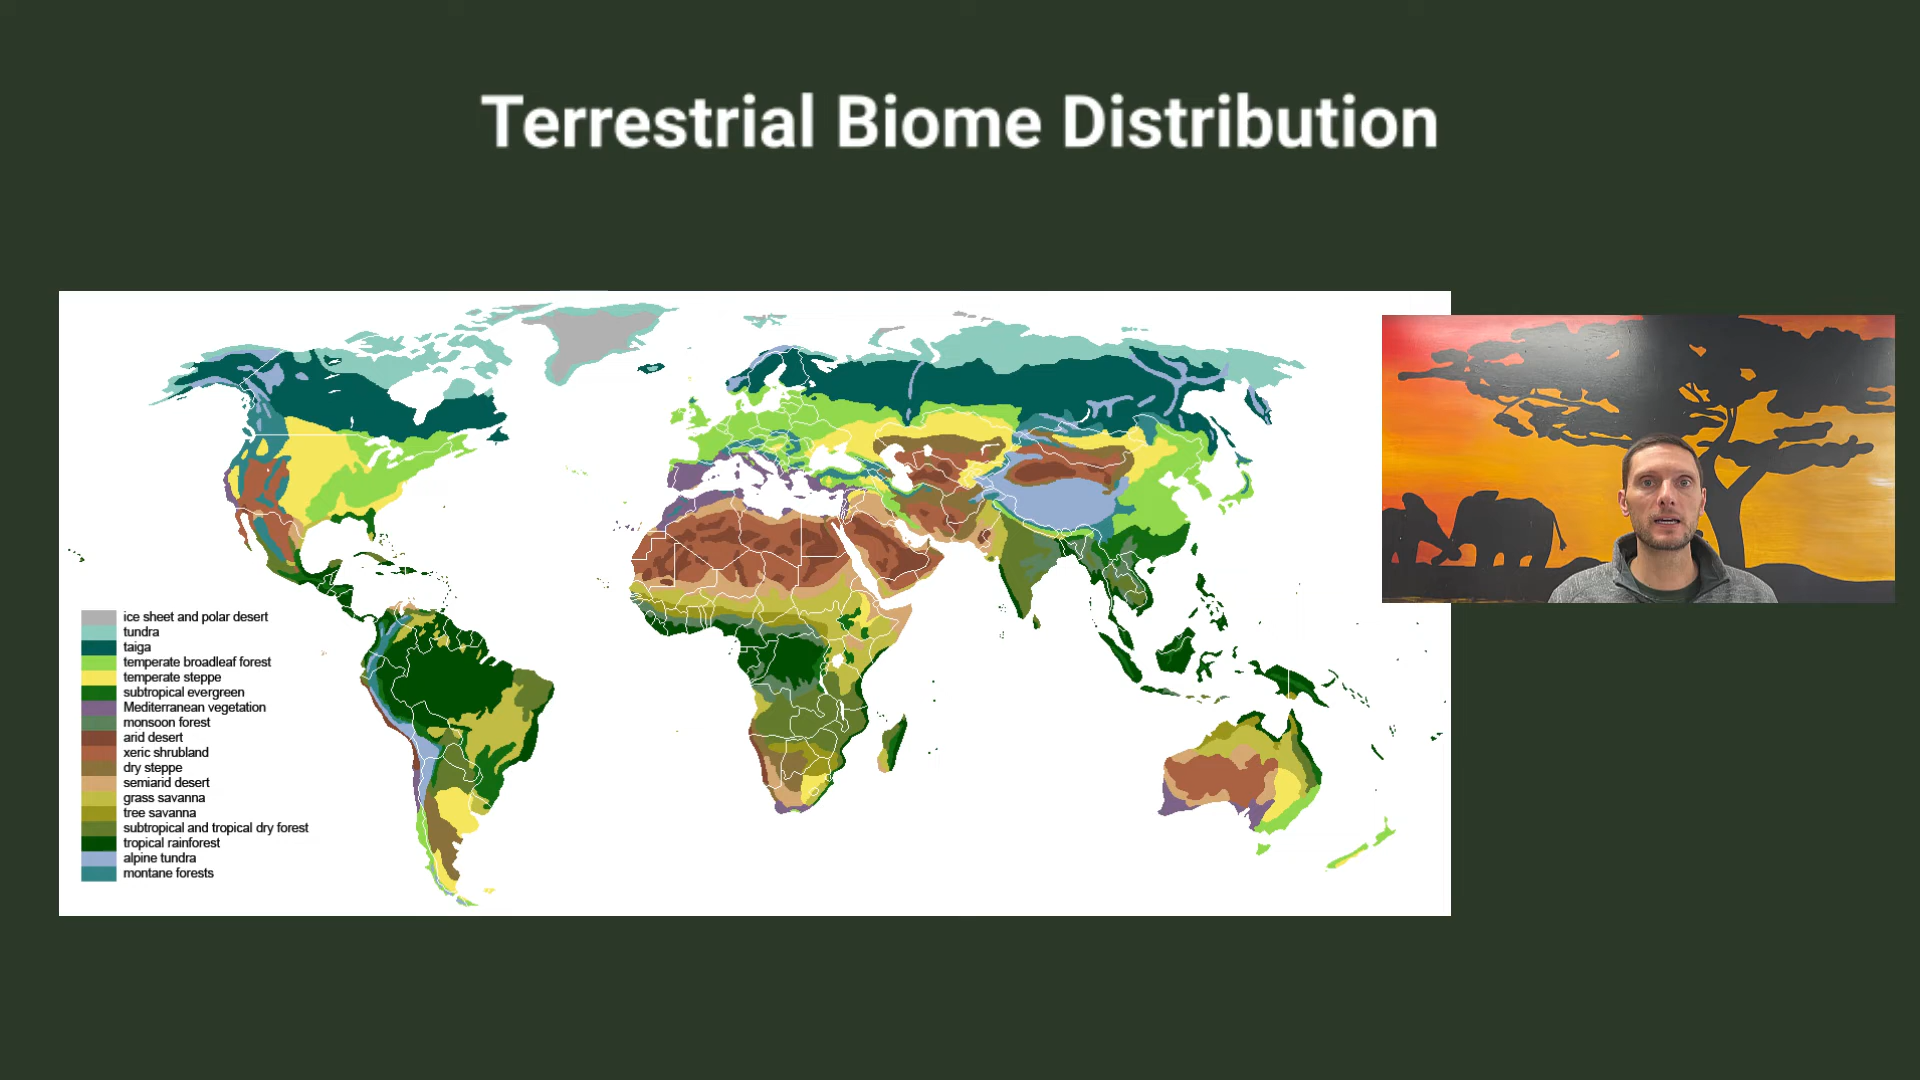 Terrestrial Biome Distribution
ice sheet and polar desert
tundra
taiga
temperate broadleaf forest
temperate steppe
subtropical evergreen
Mediterranean vegetation
monsoon forest
arid desert
xeric shrubland
dry steppe
semiarid desert
grass savanna
tree savanna
subtropical and tropical dry forest
tropical rainforest
alpine tundra
montane forests